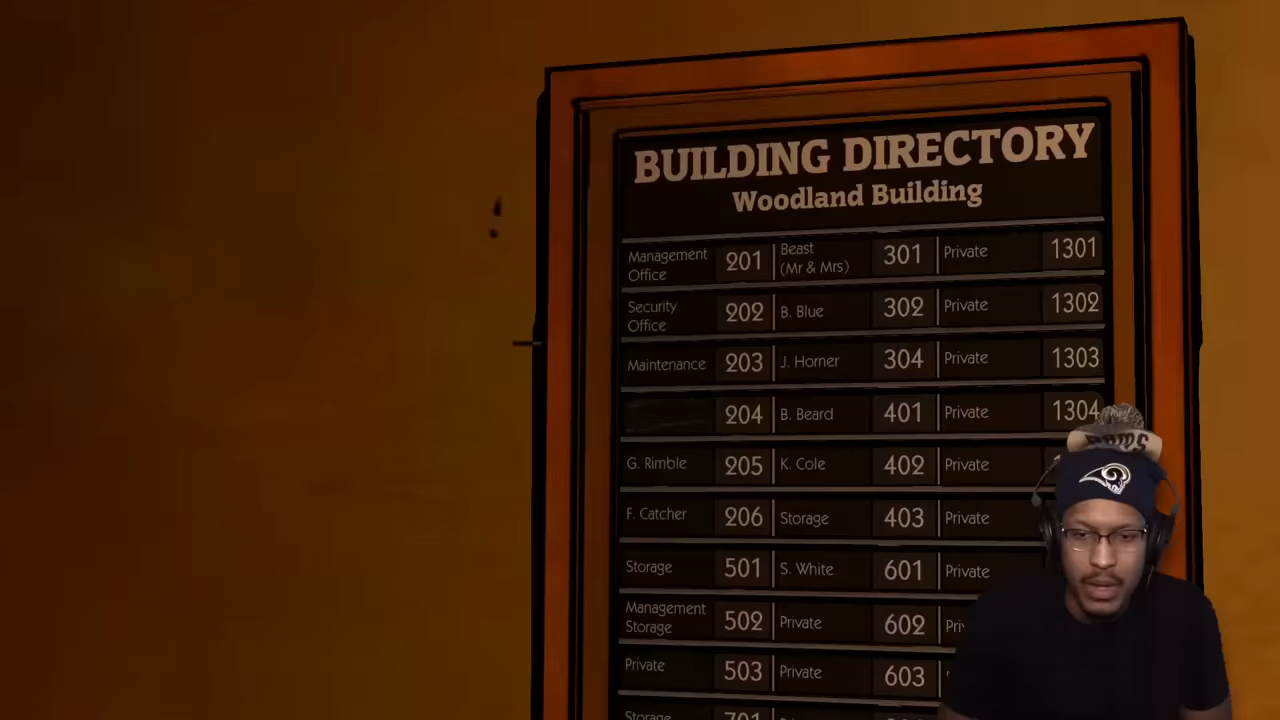 BUILDING DIRECTORY
Woodland Building
Management Office 201 Beast (Mr & Mrs) 301 Private 1301
Security Office 202 B. Blue 302 Private 1302
Maintenance 203 J. Horner 304 Private 1303
204 B. Beard 401 Private 1304
G. Rimble 205 K. Cole 402 Private
F. Catcher 206 Storage 403 Private
Storage 501 S. White 601 Private
Management Storage 502 Private 602
Private 503 Private 603
Storage